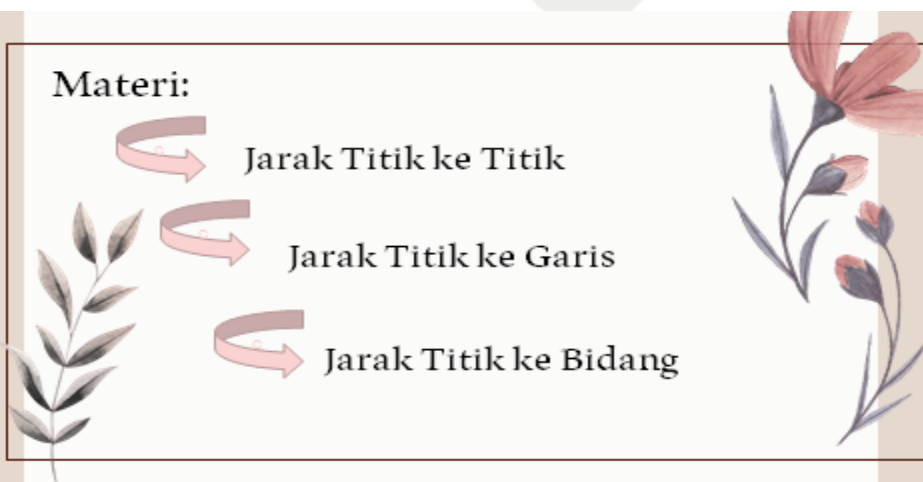 Materi:
Jarak Titik ke Titik
Jarak Titik ke Garis
Jarak Titik ke Bidang